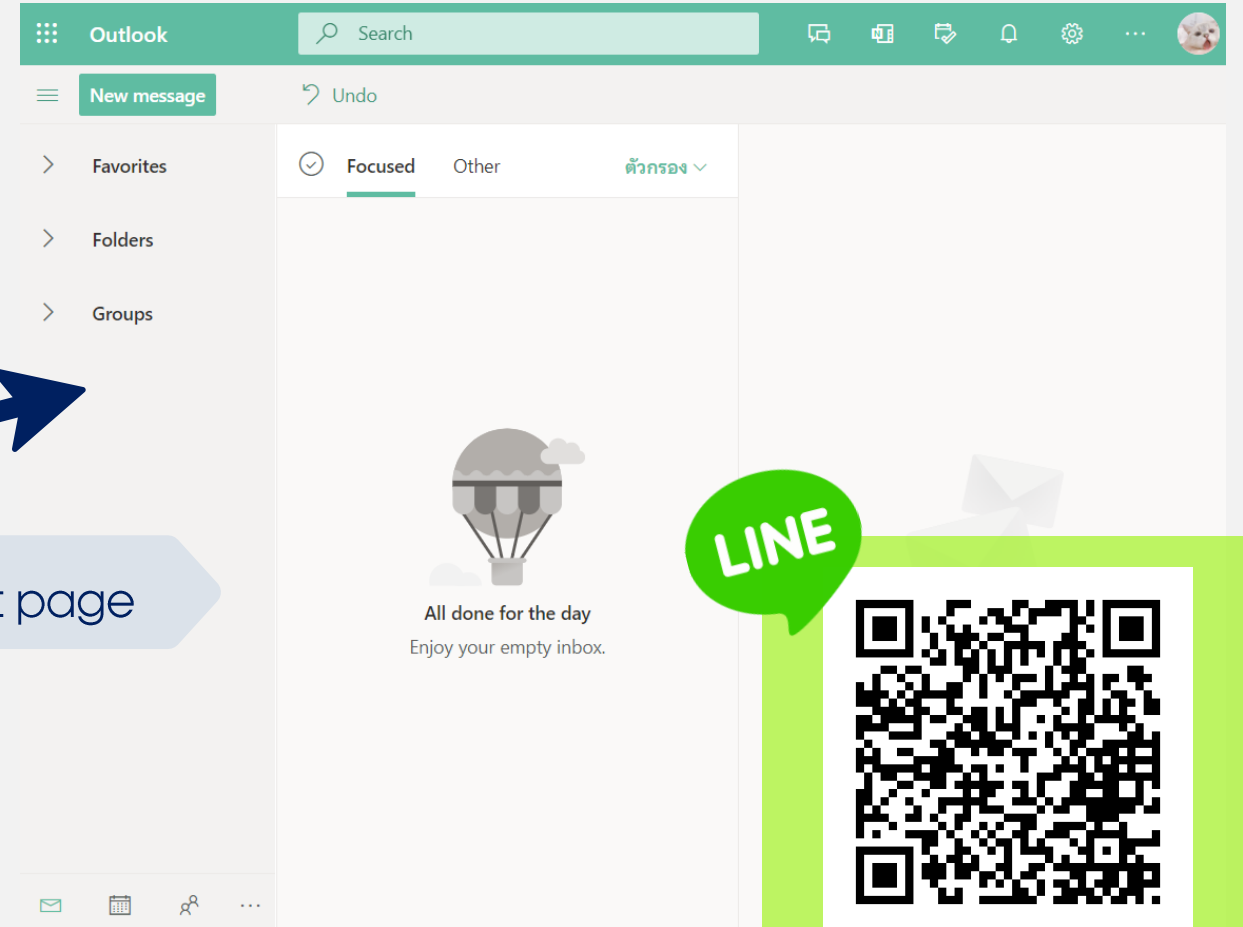 Outlook
Search
New message
Undo
Favorites
Focused
Other
ตัวกรอง
Folders
Groups
LINE
page
All done for the day
Enjoy your empty inbox.